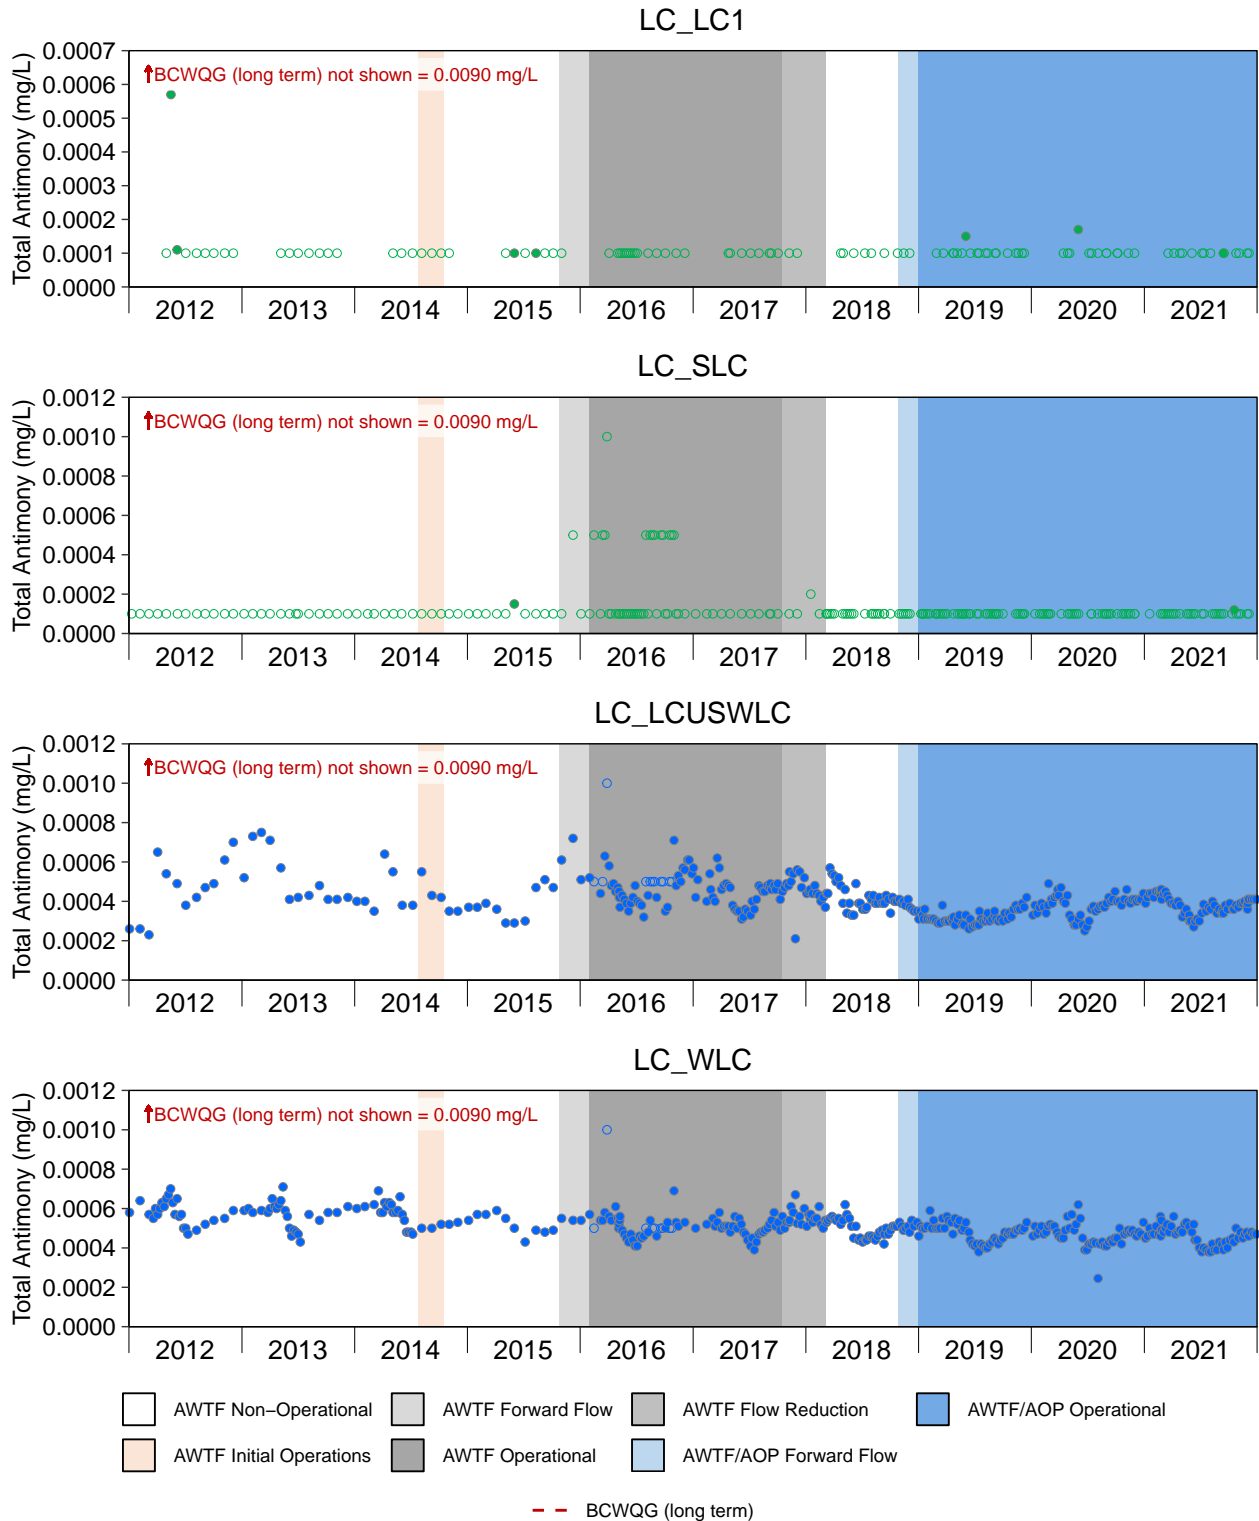 LC_LC1
Total Antimony (mg/L)
0.0007
0.0006
0.0005
0.0004
0.0003
0.0002
0.0001
0.0000
BCWQG (long term) not shown = 0.0090 mg/L
2012 2013 2014 2015 2016 2017 2018 2019 2020 2021
LC_SLC
Total Antimony (mg/L)
0.0012
0.0010
0.0008
0.0006
0.0004
0.0002
0.0000
BCWQG (long term) not shown = 0.0090 mg/L
2012 2013 2014 2015 2016 2017 2018 2019 2020 2021
LC_LCUSWLC
Total Antimony (mg/L)
0.0012
0.0010
0.0008
0.0006
0.0004
0.0002
0.0000
BCWQG (long term) not shown = 0.0090 mg/L
2012 2013 2014 2015 2016 2017 2018 2019 2020 2021
LC_WLC
Total Antimony (mg/L)
0.0012
0.0010
0.0008
0.0006
0.0004
0.0002
0.0000
BCWQG (long term) not shown = 0.0090 mg/L
2012 2013 2014 2015 2016 2017 2018 2019 2020 2021
AWTF Non−Operational AWTF Forward Flow AWTF Flow Reduction AWTF/AOP Operational
AWTF Initial Operations AWTF Operational AWTF/AOP Forward Flow
BCWQG (long term)